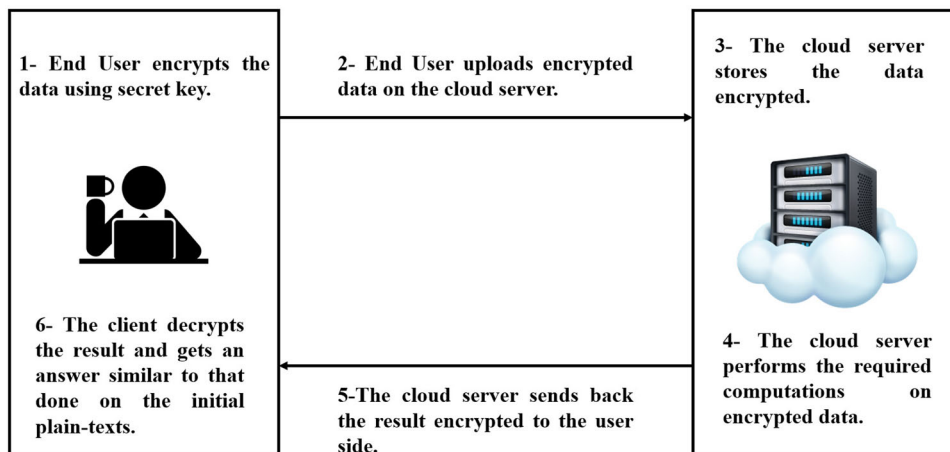 1- End User encrypts the
data using secret key.
2- End User uploads encrypted
data on the cloud server.
3- The cloud server
stores the data
encrypted.
4- The cloud server
performs the required
computations on
encrypted data.
5-The cloud server sends back
the result encrypted to the user
side.
6- The client decrypts
the result and gets an
answer similar to that
done on the initial
plain-texts.